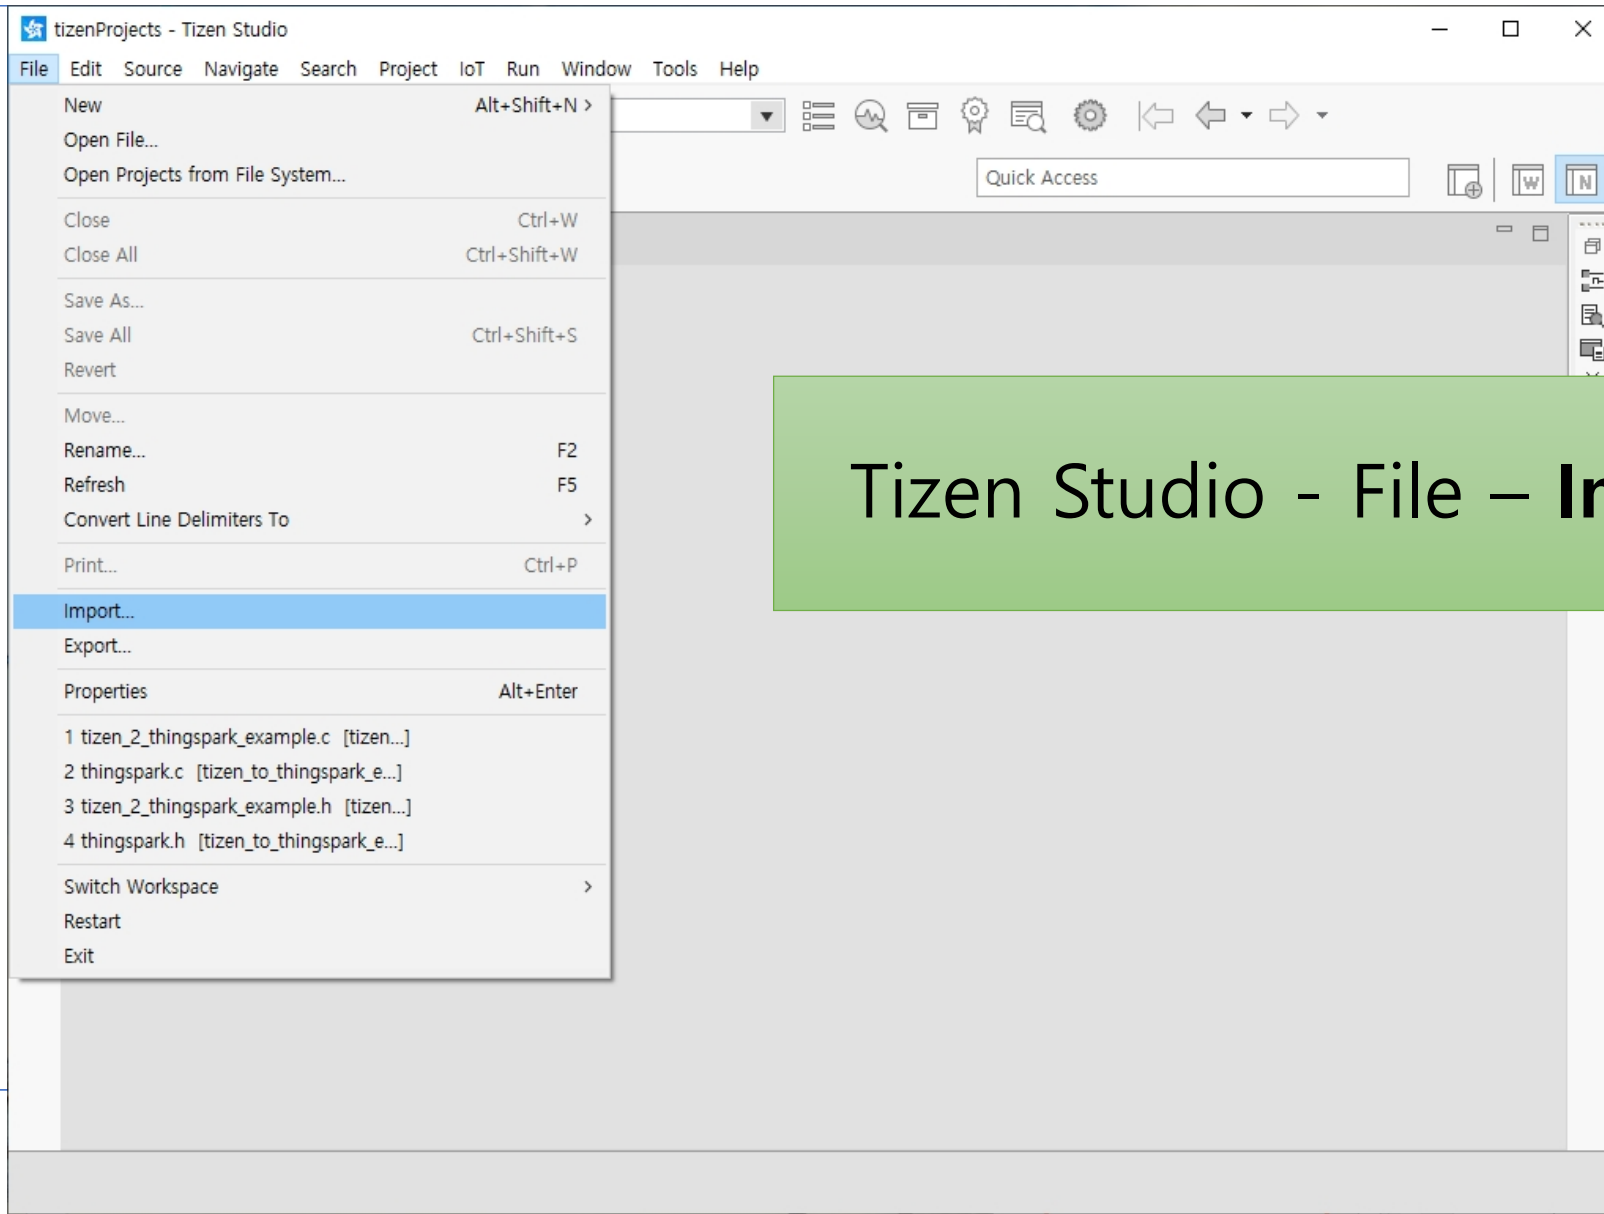 tizenProjects - Tizen Studio
File Edit Source Navigate Search Project IoT Run Window Tools Help
New Alt+Shift+N >
Open File...
Open Projects from File System...
Quick Access
Close Ctrl+W
Close All Ctrl+Shift+W
Save As...
Save All Ctrl+Shift+S
Revert
Move...
Rename... F2
Refresh F5
Convert Line Delimiters To >
Print... Ctrl+P
Import...
Export...
Properties Alt+Enter
1 tizen_2_thingspark_example.c [tizen...]
2 thingspark.c [tizen_to_thingspark_e...]
3 tizen_2_thingspark_example.h [tizen...]
4 thingspark.h [tizen_to_thingspark_e...]
Switch Workspace >
Restart
Exit
Tizen Studio - File –